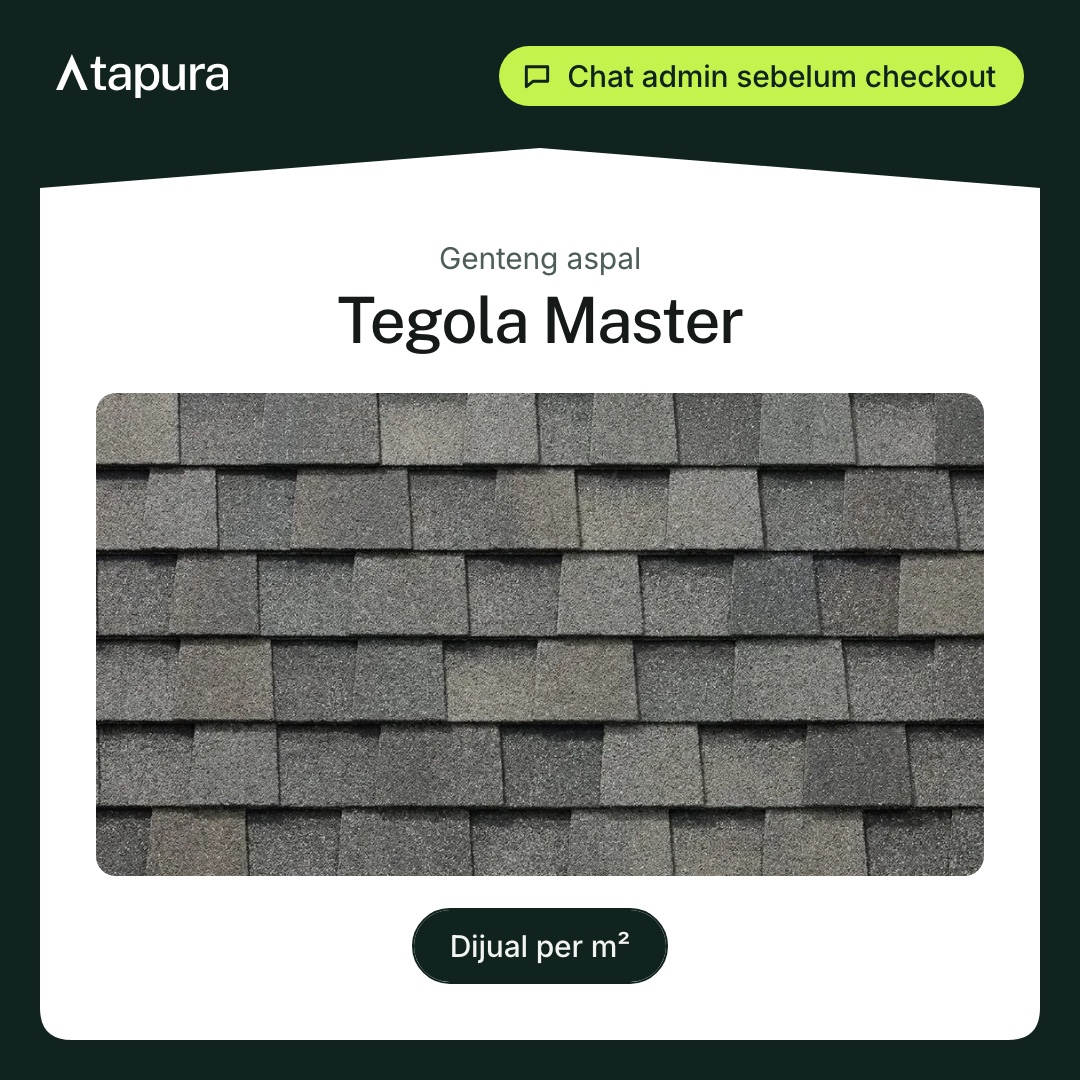 Atapura
Chat admin sebelum checkout
Genteng aspal
Tegola Master
Dijual per m²